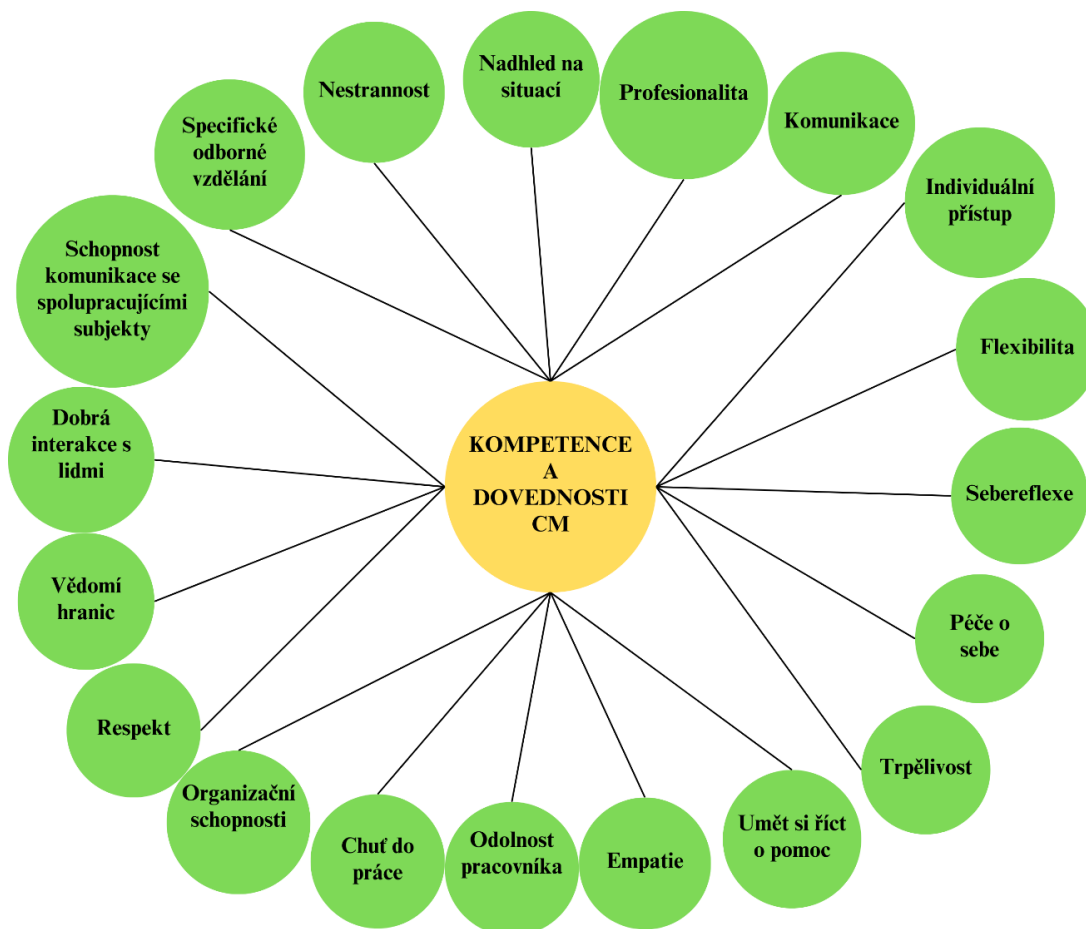 Nadhled na
situací
Profesionalita
Nestrannost
Komunikace
Specifické
odborné
vzdělání
Individuální
přístup
Schopnost
komunikace se
spolupracujícími
subjekty
Flexibilita
Dobrá
interakce s
lidmi
KOMPETENCE
A
DOVEDNOSTI
CM
Sebereflexe
Vědomí
hranic
Péče o
sebe
Respekt
Trpělivost
Organizační
schopnosti
Chuť do
práce
Odolnost
pracovníka
Empatie
Umět si říct
o pomoc